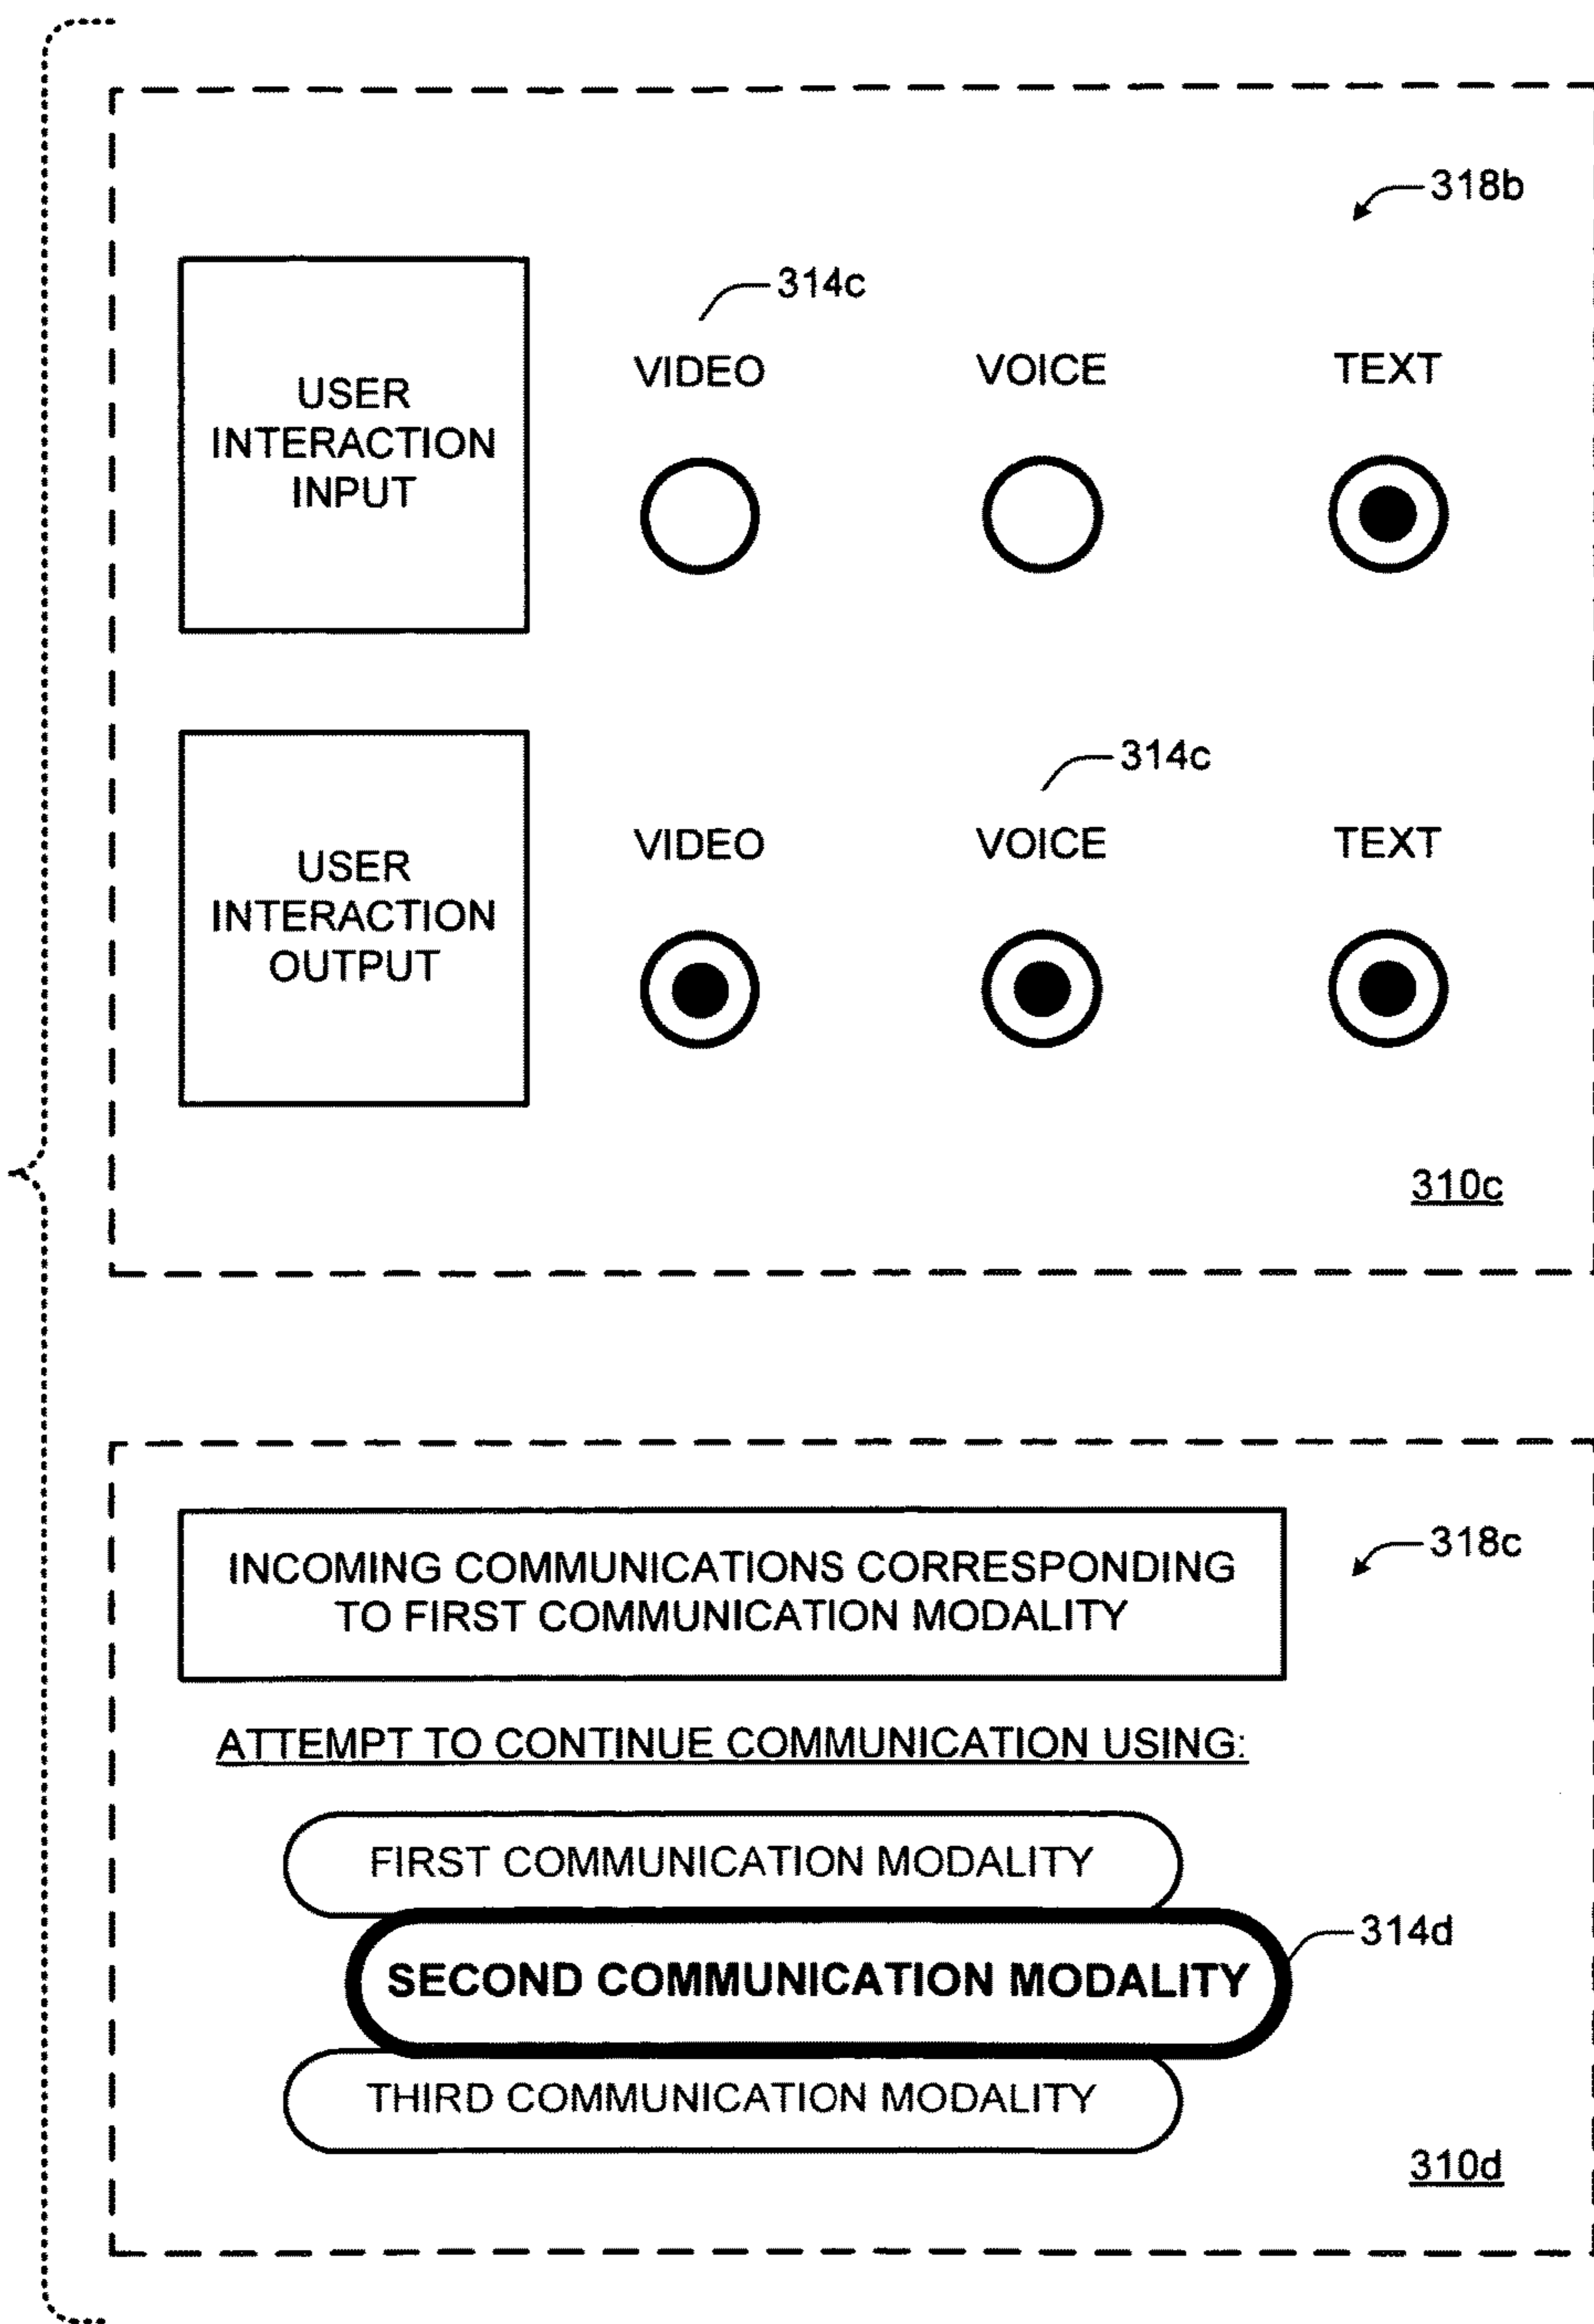 318b
314c
USER
INTERACTION
INPUT
VIDEO
VOICE
TEXT
314c
USER
INTERACTION
OUTPUT
VIDEO
VOICE
TEXT
310c
318c
INCOMING COMMUNICATIONS CORRESPONDING
TO FIRST COMMUNICATION MODALITY
ATTEMPT TO CONTINUE COMMUNICATION USING:
FIRST COMMUNICATION MODALITY
314d
SECOND COMMUNICATION MODALITY
THIRD COMMUNICATION MODALITY
310d